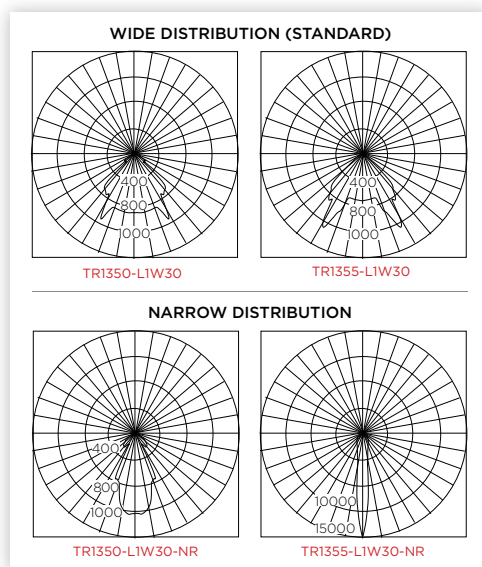 WIDE DISTRIBUTION (STANDARD)
400
800
1000
TR1350-L1W30
400
800
1000
TR1355-L1W30
NARROW DISTRIBUTION
400
800
1000
TR1350-L1W30-NR
10000
15000
TR1355-L1W30-NR